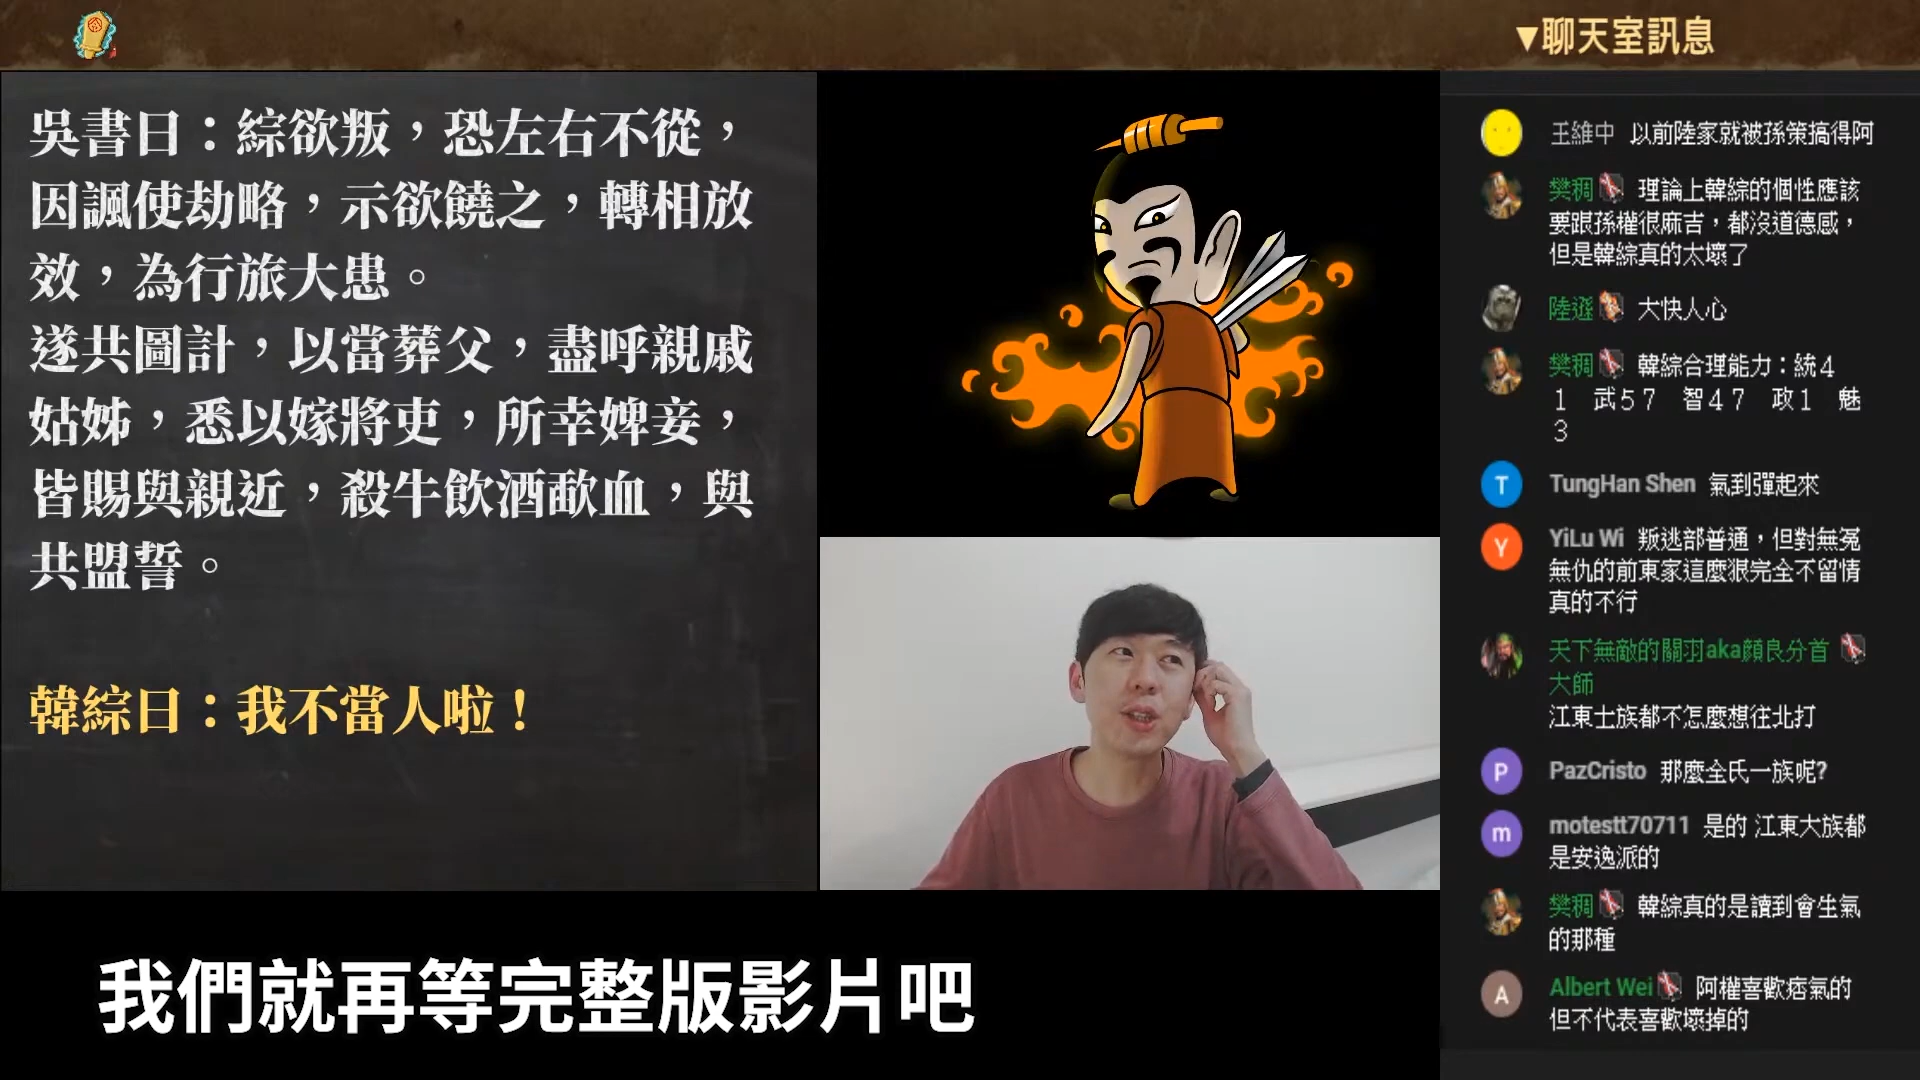 ▼聊天室訊息
吳書曰：綜欲叛，恐左右不從，
因諷使劫略，示欲饒之，轉相放
效，為行旅大患。
遂共圖計，以當葬父，盡呼親戚
姑姊，悉以嫁將吏，所幸婢妾，
皆賜與親近，殺牛飲酒歃血，與
共盟誓。
韓綜曰：我不當人啦！
我們就再等完整版影片吧
王維中 以前陸家就被孫策搞得阿
樊稠 理論上韓綜的個性應該
要跟孫權很麻吉，都沒道德感，
但是韓綜真的太壞了
陸遜 大快人心
樊稠 韓綜合理能力：統4
1 武57 智47 政1 魅
3
T
TungHan Shen 氣到彈起來
Y
YiLu Wi 叛逃部普通，但對無冤
無仇的前東家這麼狠完全不留情
真的不行
天下無敵的關羽aka顏良分首
大師
江東士族都不怎麼想往北打
P
PazCristo 那麼全氏一族呢?
m
motestt70711 是的 江東大族都
是安逸派的
樊稠 韓綜真的是讀到會生氣
的那種
A
Albert Wei 阿權喜歡痞氣的
但不代表喜歡壞掉的